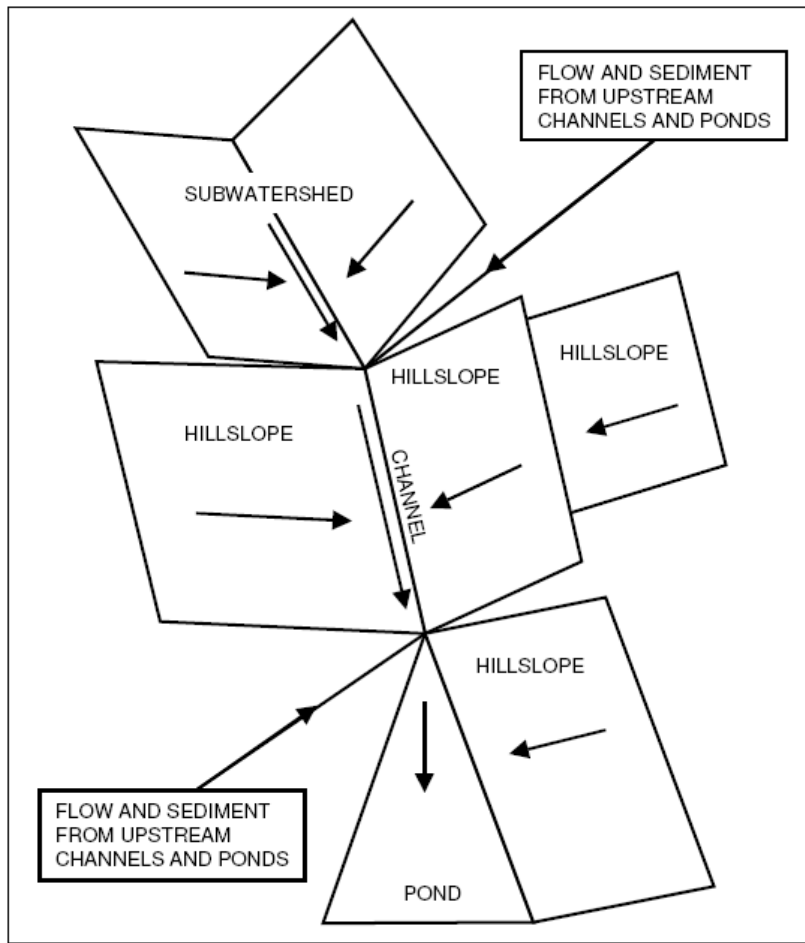 FLOW AND SEDIMENT
FROM UPSTREAM
CHANNELS AND PONDS
SUBWATERSHED
HILLSLOPE
HILLSLOPE
HILLSLOPE
CHANNEL
HILLSLOPE
FLOW AND SEDIMENT
FROM UPSTREAM
CHANNELS AND PONDS
POND